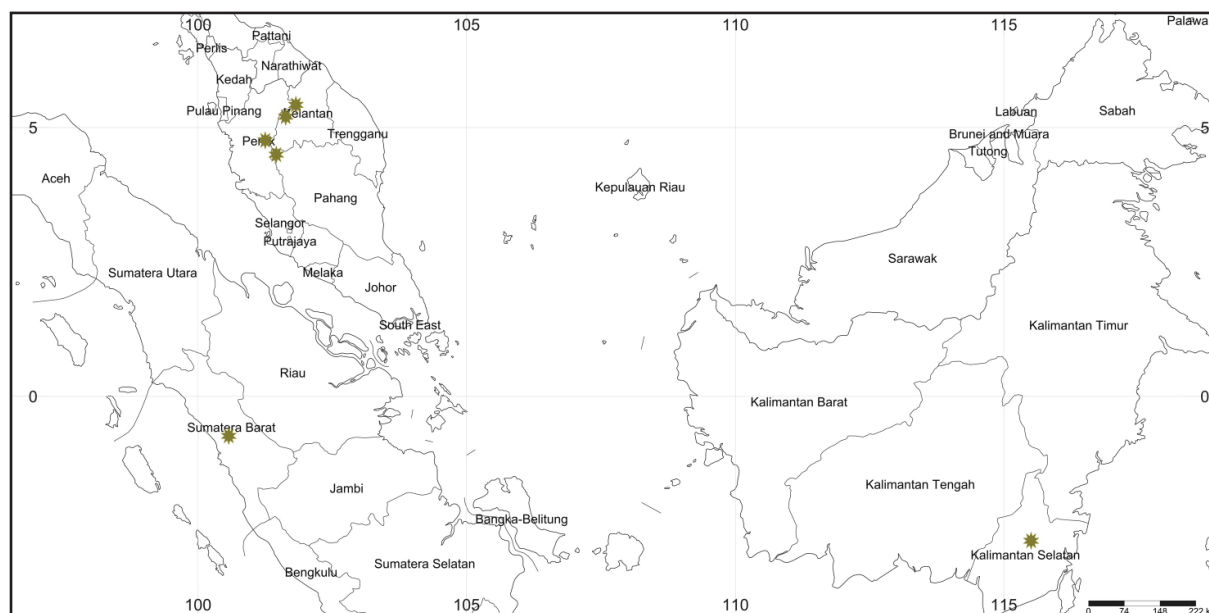 100
105
110
115
Palawa
Pattani
Perlis
Narathiwat
Kedah
Pulau Pinang
Kelantan
Labuan
Sabah
5
5
Trengganu
Brunei and Muara
Perak
Tutong
Aceh
Kepulauan Riau
Pahang
Selangor
Putrajaya
Sarawak
Sumatera Utara
Melaka
Johor
South East
Kalimantan Timur
Riau
0
0
Kalimantan Barat
Sumatera Barat
Jambi
Kalimantan Tengah
Bangka-Belitung
Kalimantan Selatan
Sumatera Selatan
Bengkulu
100
105
110
115
0 74 148 222 k